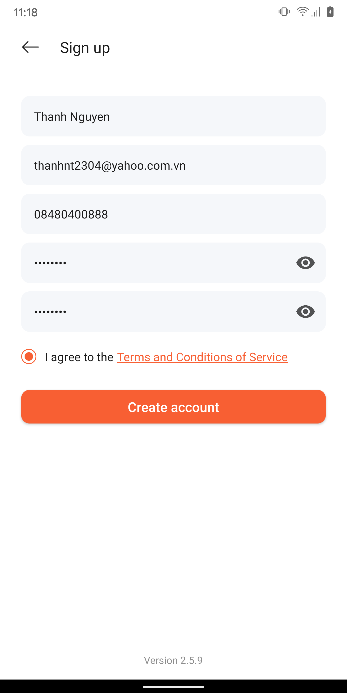 11:18
Sign up
Thanh Nguyen
thanhnt2304@yahoo.com.vn
08480400888
••••••••
••••••••
I agree to the Terms and Conditions of Service
Create account
Version 2.5.9